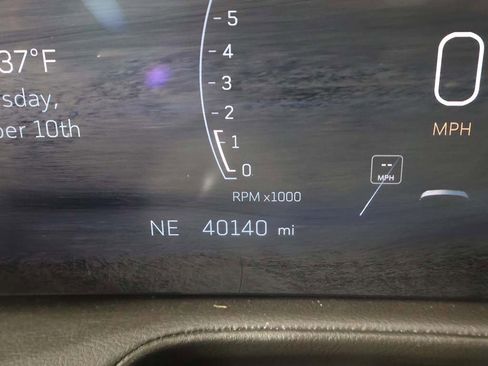 5
4
37°F
3
sday,
2
ber 10th
1
0
0
MPH
--
MPH
RPM x1000
NE 40140 mi